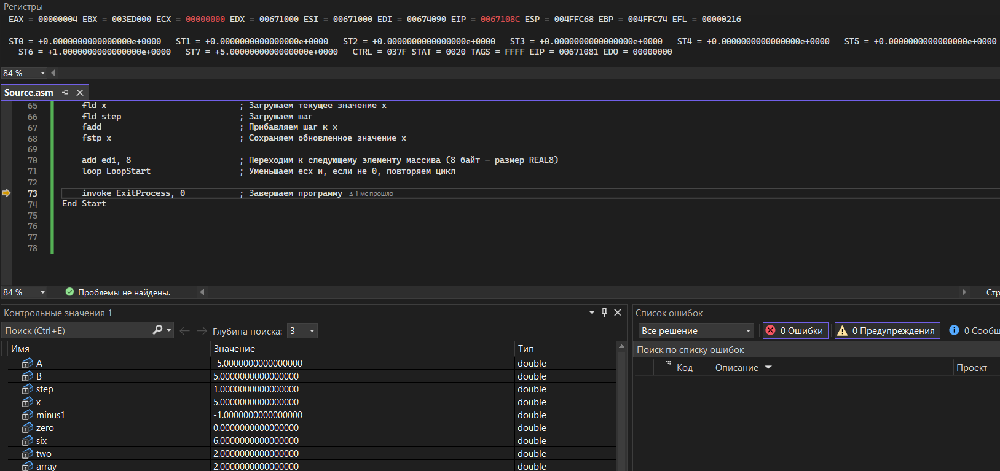 Регистры
EAX = 00000004 EBX = 003ED000 ECX = 00000000 EDX = 00671000 ESI = 00671000 EDI = 00674090 EIP = 0067108C ESP = 004FFC68 EBP = 004FFC74 EFL = 00000216
ST0 = +0.0000000000000000e+0000 ST1 = +0.0000000000000000e+0000 ST2 = +0.0000000000000000e+0000 ST3 = +0.0000000000000000e+0000 ST4 = +0.0000000000000000e+0000 ST5 = +0.0000000000000000e+0000
ST6 = +1.0000000000000000e+0000 ST7 = +5.0000000000000000e+0000 CTRL = 037F STAT = 0020 TAGS = FFFF EIP = 00671081 EDO = 00000000
84 %
Source.asm
65 fld x ; Загружаем текущее значение x
66 fld step ; Загружаем шаг
67 fadd ; Прибавляем шаг к x
68 fstp x ; Сохраняем обновленное значение x
69
70 add edi, 8 ; Переходим к следующему элементу массива (8 байт — размер REAL8)
71 loop LoopStart ; Уменьшаем ecx и, если не 0, повторяем цикл
72
73 invoke ExitProcess, 0 ; Завершаем программу ≤ 1 мс прошло
74 End Start
75
76
77
78
84 % Проблемы не найдены. Стр
Контрольные значения 1
Поиск (Ctrl+E) Глубина поиска: 3
Имя Значение Тип
A -5.0000000000000000 double
B 5.0000000000000000 double
step 1.0000000000000000 double
x 5.0000000000000000 double
minus1 -1.0000000000000000 double
zero 0.0000000000000000 double
six 6.0000000000000000 double
two 2.0000000000000000 double
array 2.0000000000000000 double
Список ошибок
Все решение 0 Ошибки 0 Предупреждения 0 Сообщ
Поиск по списку ошибок
Код Описание Проект